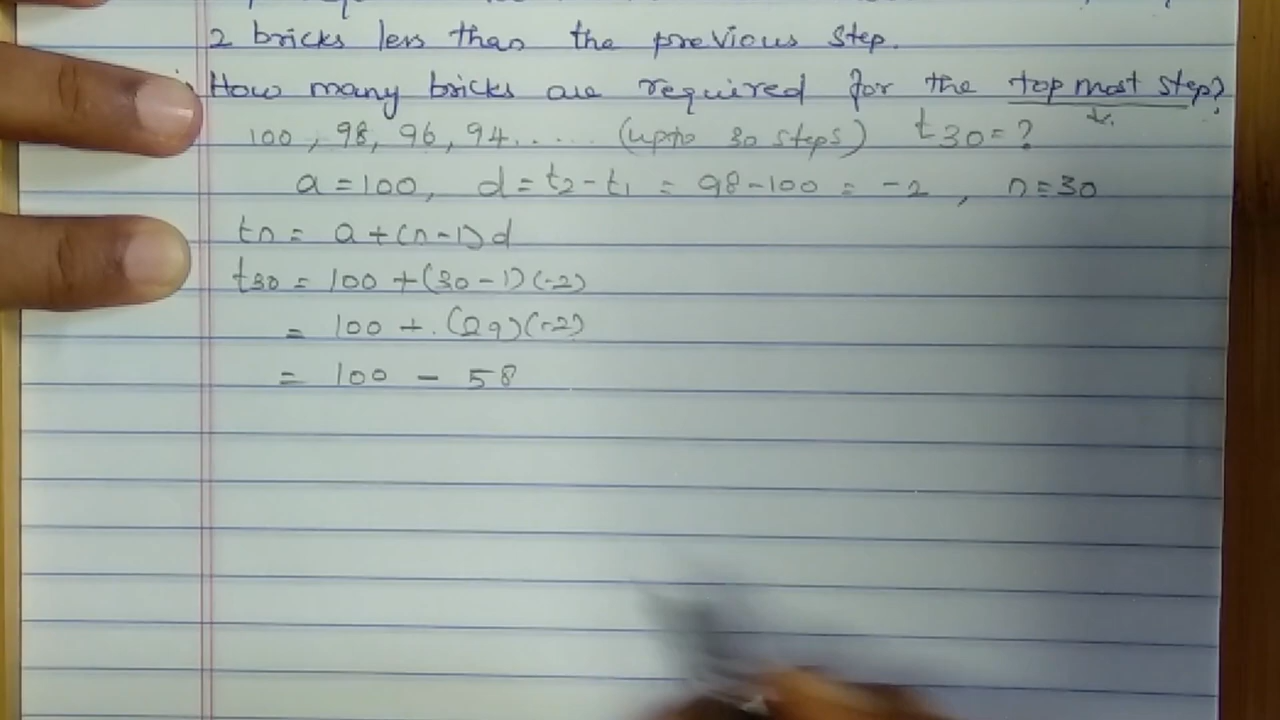 2 bricks less than the previous step.
How many bricks are required for the top most step?
100, 98, 96, 94..... (upto 30 steps) t30=?
a=100, d=t2-t1 = 98-100 = -2, n=30
tn= a+(n-1)d
t30= 100+(30-1)(-2)
= 100+.(29)(-2)
= 100 - 58